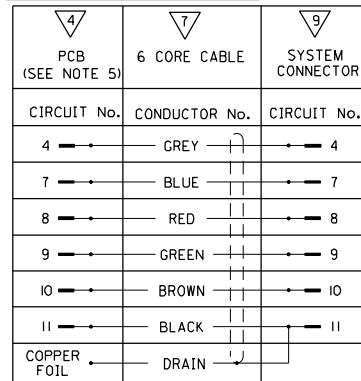 4 7 9
PCB (SEE NOTE 5) 6 CORE CABLE SYSTEM CONNECTOR
CIRCUIT No. CONDUCTOR No. CIRCUIT No.
4 GREY 4
7 BLUE 7
8 RED 8
9 GREEN 9
10 BROWN 10
11 BLACK 11
COPPER FOIL DRAIN